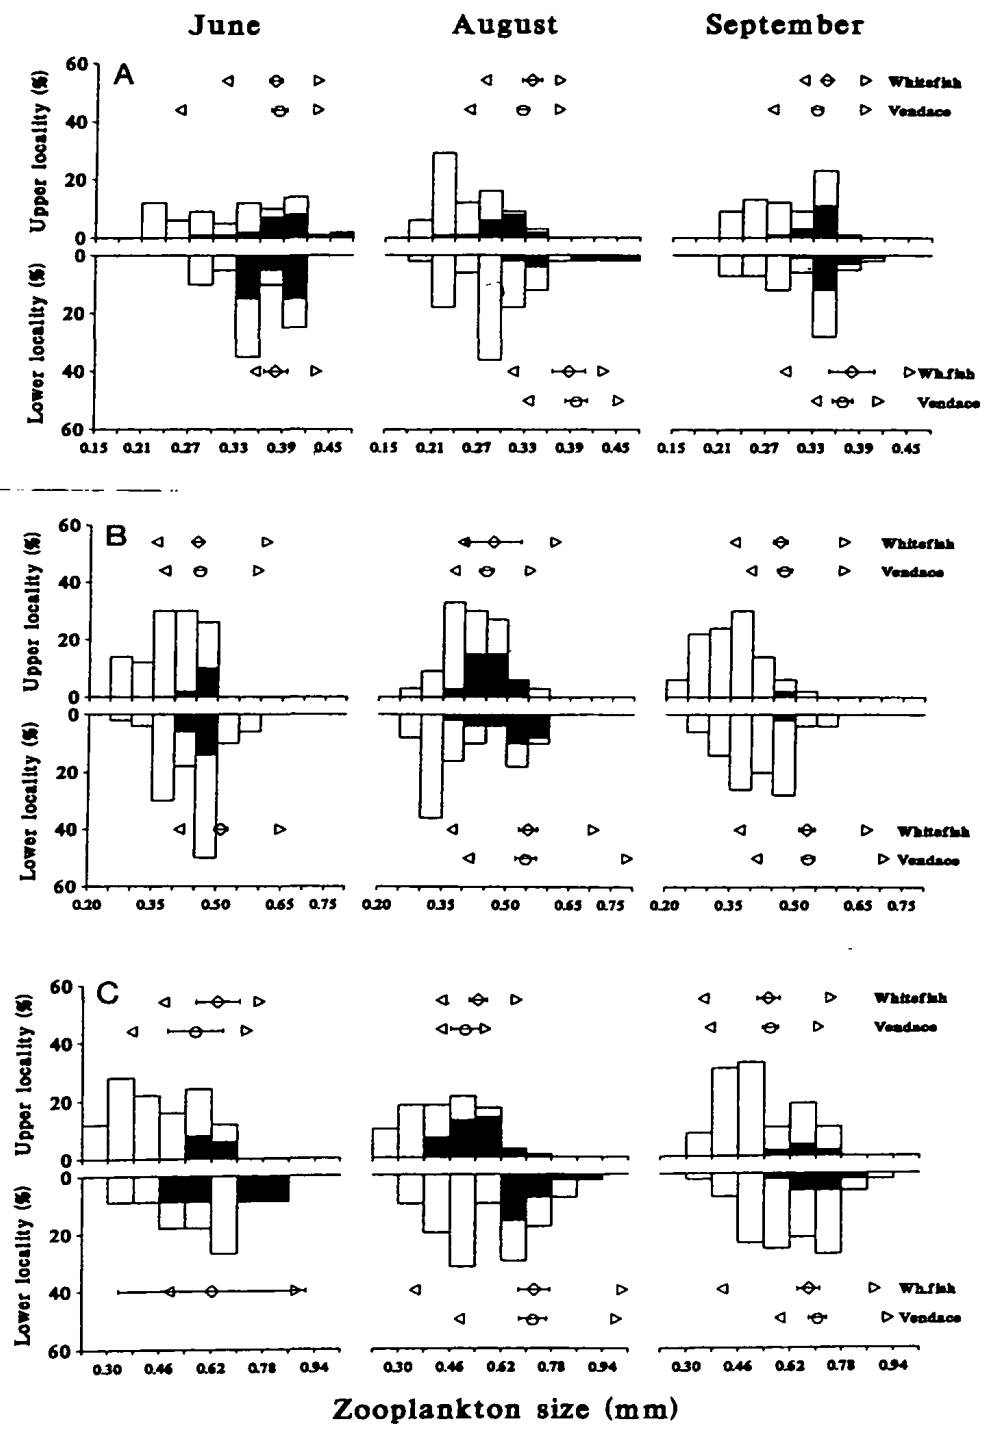 June August September
A
60
40
20
0
Upper locality (%)
Whitefish
Vendace
0
20
40
60
Lower locality (%)
Wh.fish
Vendace
0.15 0.21 0.27 0.33 0.39 0.45
0.21 0.27 0.33 0.39 0.45
0.15 0.21 0.27 0.33 0.39 0.45
B
60
40
20
0
Upper locality (%)
Whitefish
Vendace
0
20
40
60
Lower locality (%)
Whitefish
Vendace
0.20 0.35 0.50 0.65 0.75
0.20 0.35 0.50 0.65 0.75
0.20 0.35 0.50 0.65 0.75
C
60
40
20
0
Upper locality (%)
Whitefish
Vendace
0
20
40
60
Lower locality (%)
Wh.fish
Vendace
0.30 0.46 0.62 0.78 0.94
0.30 0.46 0.62 0.78 0.94
0.30 0.46 0.62 0.78 0.94
Zooplankton size (mm)